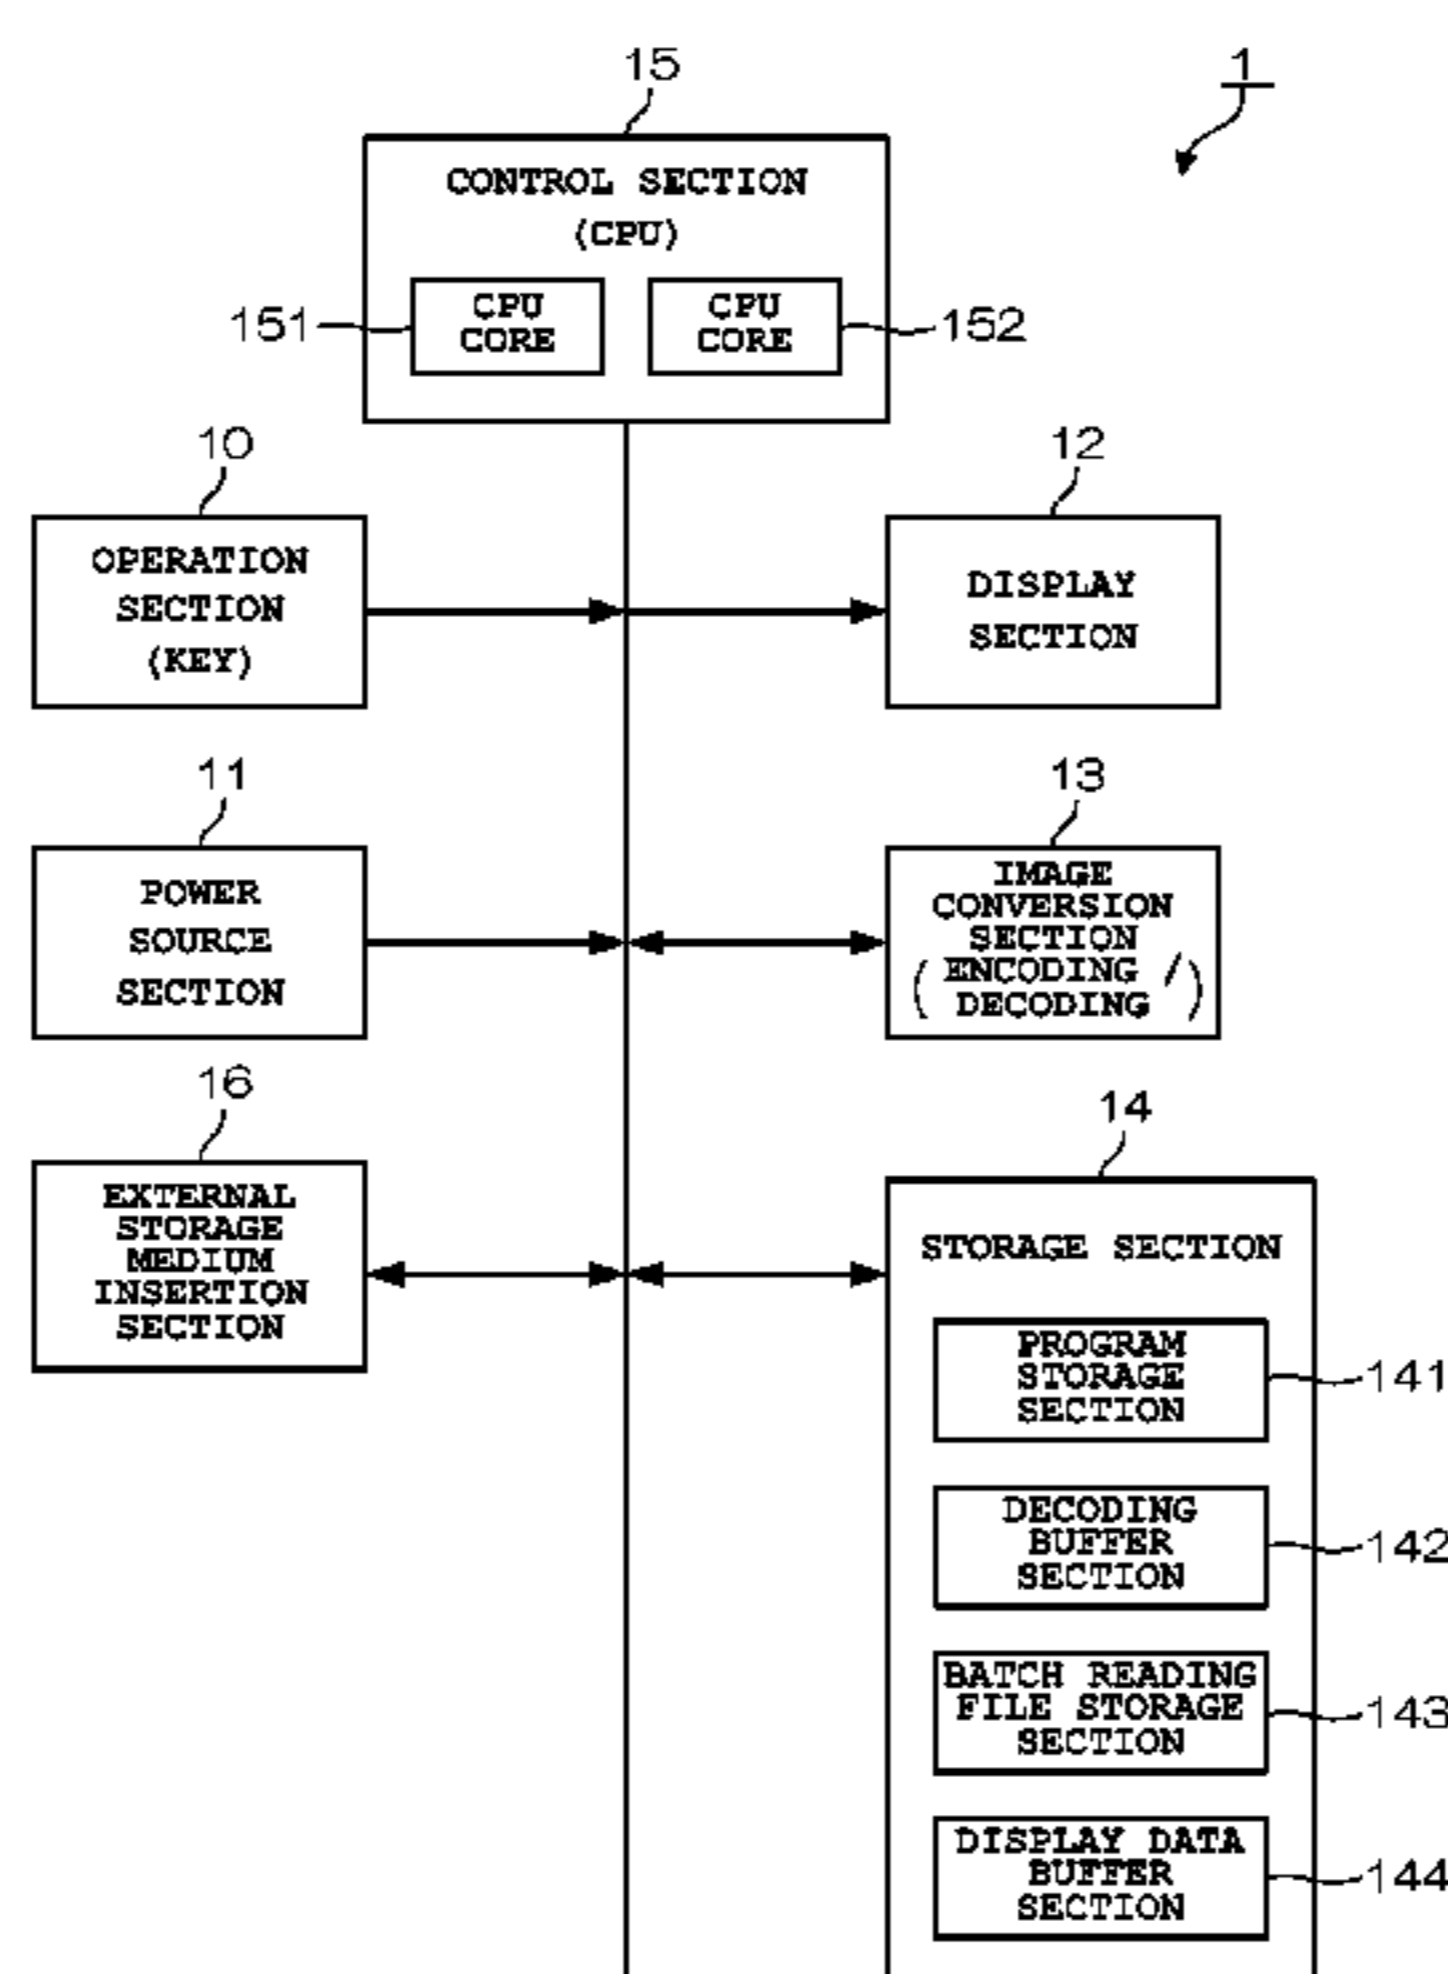 15
1
CONTROL SECTION
(CPU)
CPU
CORE
CPU
CORE
151
152
10
OPERATION
SECTION
(KEY)
12
DISPLAY
SECTION
11
POWER
SOURCE
SECTION
13
IMAGE
CONVERSION
SECTION
(ENCODING /
DECODING)
16
EXTERNAL
STORAGE
MEDIUM
INSERTION
SECTION
14
STORAGE SECTION
PROGRAM
STORAGE
SECTION
141
DECODING
BUFFER
SECTION
142
BATCH READING
FILE STORAGE
SECTION
143
DISPLAY DATA
BUFFER
SECTION
144